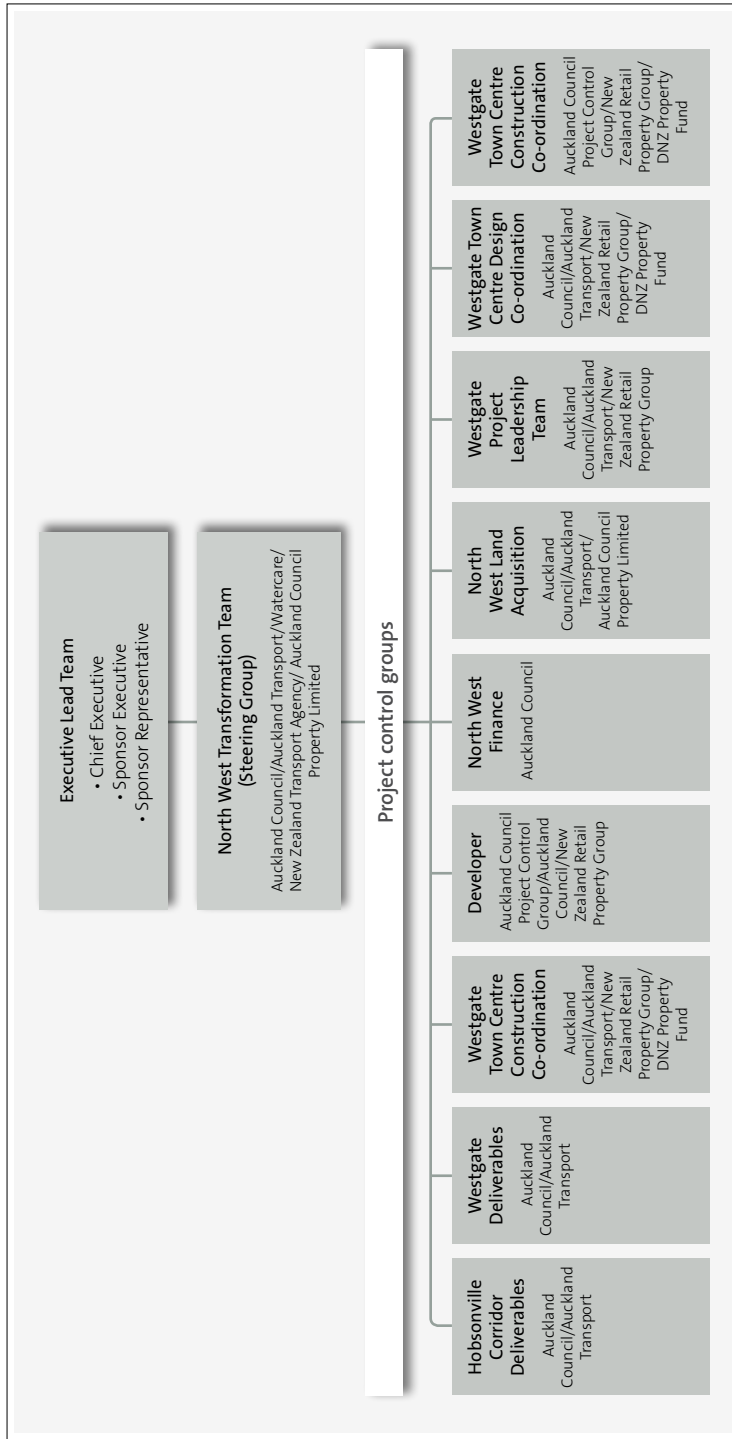 Executive Lead Team
• Chief Executive
• Sponsor Executive
• Sponsor Representative
North West Transformation Team
(Steering Group)
Auckland Council/Auckland Transport/Watercare/
New Zealand Transport Agency/ Auckland Council
Property Limited
Project control groups
Hobsonville
Corridor
Deliverables
Auckland
Council/Auckland
Transport
Westgate
Deliverables
Auckland
Council/Auckland
Transport
Westgate
Town Centre
Construction
Co-ordination
Auckland
Council/Auckland
Transport/New
Zealand Retail
Property Group/
DNZ Property
Fund
Developer
Auckland Council
Project Control
Group/Auckland
Council/New
Zealand Retail
Property Group
North West
Finance
Auckland Council
North
West Land
Acquisition
Auckland
Council/Auckland
Transport/
Auckland Council
Property Limited
Westgate
Project
Leadership
Team
Auckland
Council/Auckland
Transport/New
Zealand Retail
Property Group
Westgate Town
Centre Design
Co-ordination
Auckland
Council/Auckland
Transport/New
Zealand Retail
Property Group/
DNZ Property
Fund
Westgate
Town Centre
Construction
Co-ordination
Auckland Council
Project Control
Group/New
Zealand Retail
Property Group/
DNZ Property
Fund